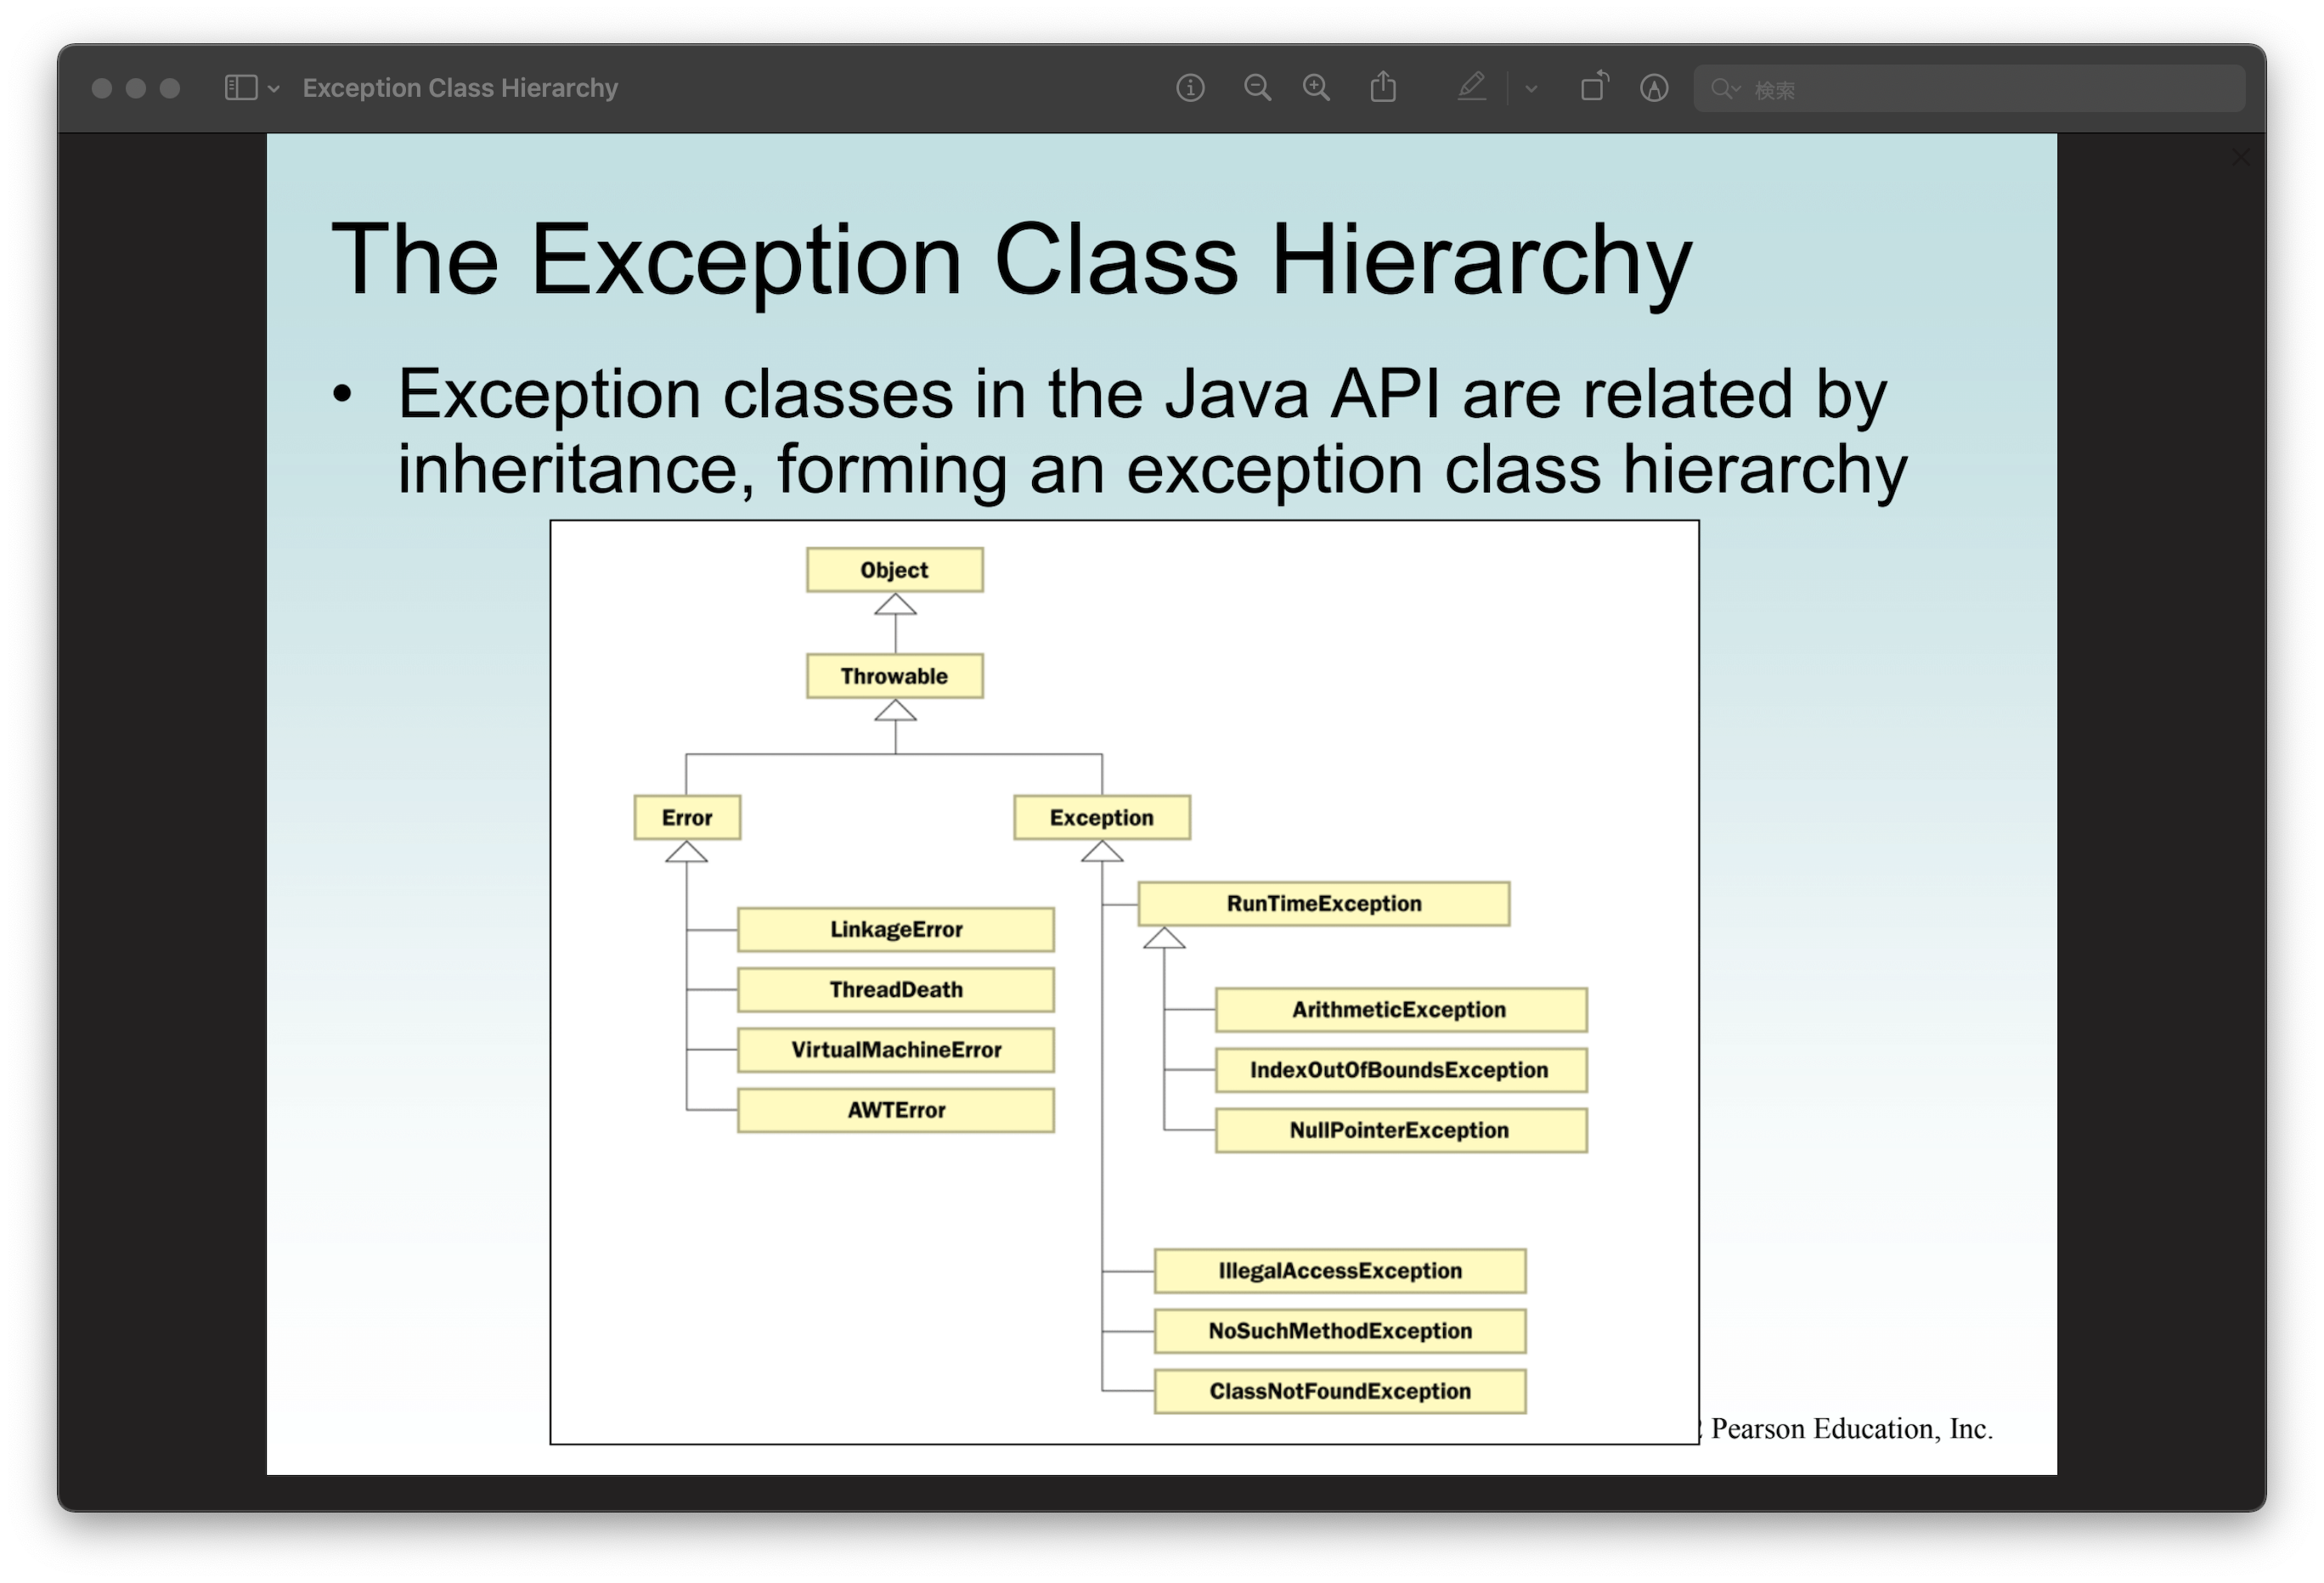 Exception Class Hierarchy
検索
The Exception Class Hierarchy
• Exception classes in the Java API are related by
inheritance, forming an exception class hierarchy
Object
Throwable
Error
Exception
LinkageError
ThreadDeath
VirtualMachineError
AWTError
RunTimeException
ArithmeticException
IndexOutOfBoundsException
NullPointerException
IllegalAccessException
NoSuchMethodException
ClassNotFoundException
Pearson Education, Inc.